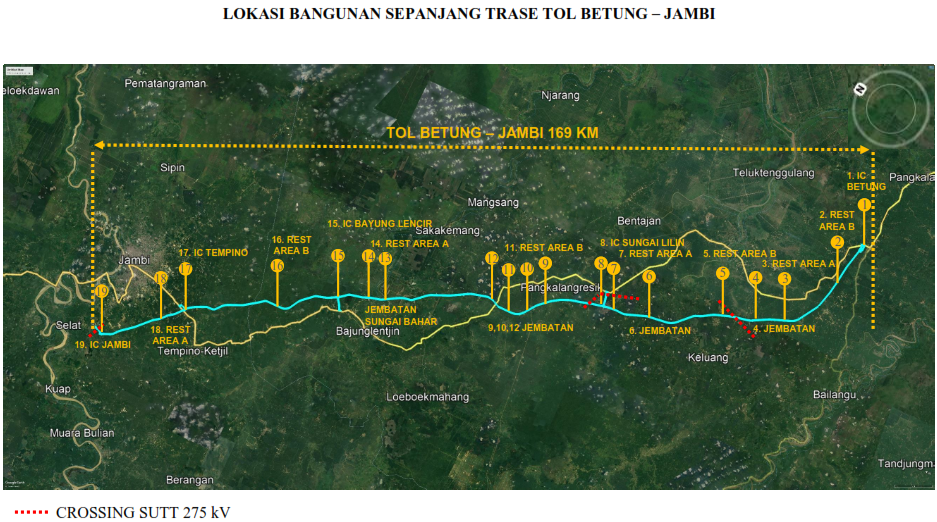 LOKASI BANGUNAN SEPANJANG TRASE TOL BETUNG – JAMBI
Pematangraman
eloekdawan
Njarang
N
TOL BETUNG – JAMBI 169 KM
Sipin
Teluktenggulang
1. IC
BETUNG
Pangkala
Mangsang
1
2. REST
AREA B
15. IC BAYUNG LENCIR
Sakakemang
Bentajan
16. REST
AREA B
14. REST AREA A
11. REST AREA B
8. IC SUNGAI LILIN
7. REST AREA A
5. REST AREA B
3. REST AREA A
2
17. IC TEMPINO
Jambi
19
18
17
16
15
14
13
12
11
10
9
8
7
6
5
4
3
Pangkalangresik
Selat
18. REST
AREA A
19. IC JAMBI
Tempino-Ketjil
JEMBATAN
SUNGAI BAHAR
Bajunglentjin
9,10,12 JEMBATAN
6. JEMBATAN
4. JEMBATAN
Keluang
Kuap
Loeboekmahang
Bailangu
Muara Bulian
Berangan
Tandjungm
CROSSING SUTT 275 kV